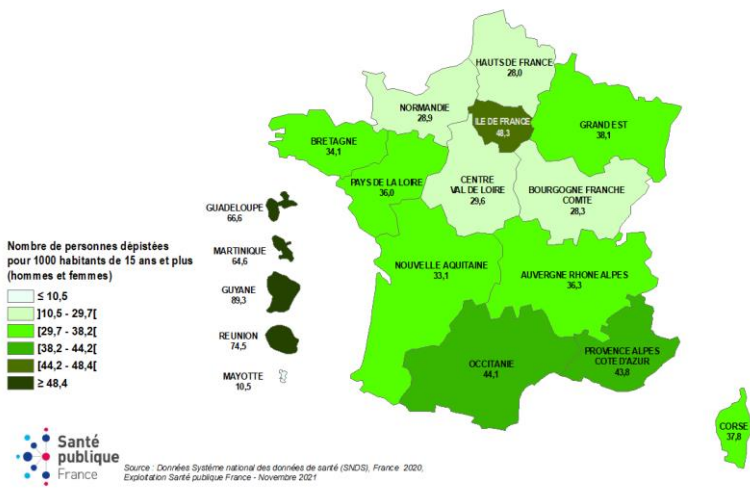 HAUTS DE FRANCE
28,0
NORMANDIE
28,9
ILE DE FRANCE
48,3
GRAND EST
38,1
BRETAGNE
34,1
PAYS DE LA LOIRE
36,0
CENTRE
VAL DE LOIRE
29,6
BOURGOGNE FRANCHE
COMTE
28,3
GUADELOUPE
66,6
MARTINIQUE
64,6
GUYANE
89,3
REUNION
74,5
MAYOTTE
10,5
NOUVELLE AQUITAINE
33,1
AUVERGNE RHONE ALPES
36,3
OCCITANIE
44,1
PROVENCE ALPES
COTE D'AZUR
43,8
CORSE
37,8
Nombre de personnes dépistées
pour 1000 habitants de 15 ans et plus
(hommes et femmes)
≤ 10,5
]10,5 - 29,7[
[29,7 - 38,2[
[38,2 - 44,2[
[44,2 - 48,4[
≥ 48,4
Santé
publique
France
Source : Données Système national des données de santé (SNDS), France 2020,
Exploitation Santé publique France - Novembre 2021